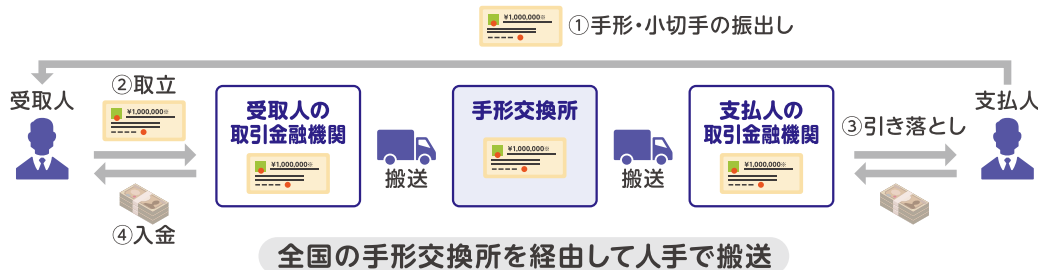 ¥1,000,000※
①手形・小切手の振出し
受取人
②取立
¥1,000,000※
④入金
受取人の
取引金融機関
¥1,000,000※
搬送
手形交換所
¥1,000,000※
搬送
支払人の
取引金融機関
¥1,000,000※
支払人
③引き落とし
全国の手形交換所を経由して人手で搬送